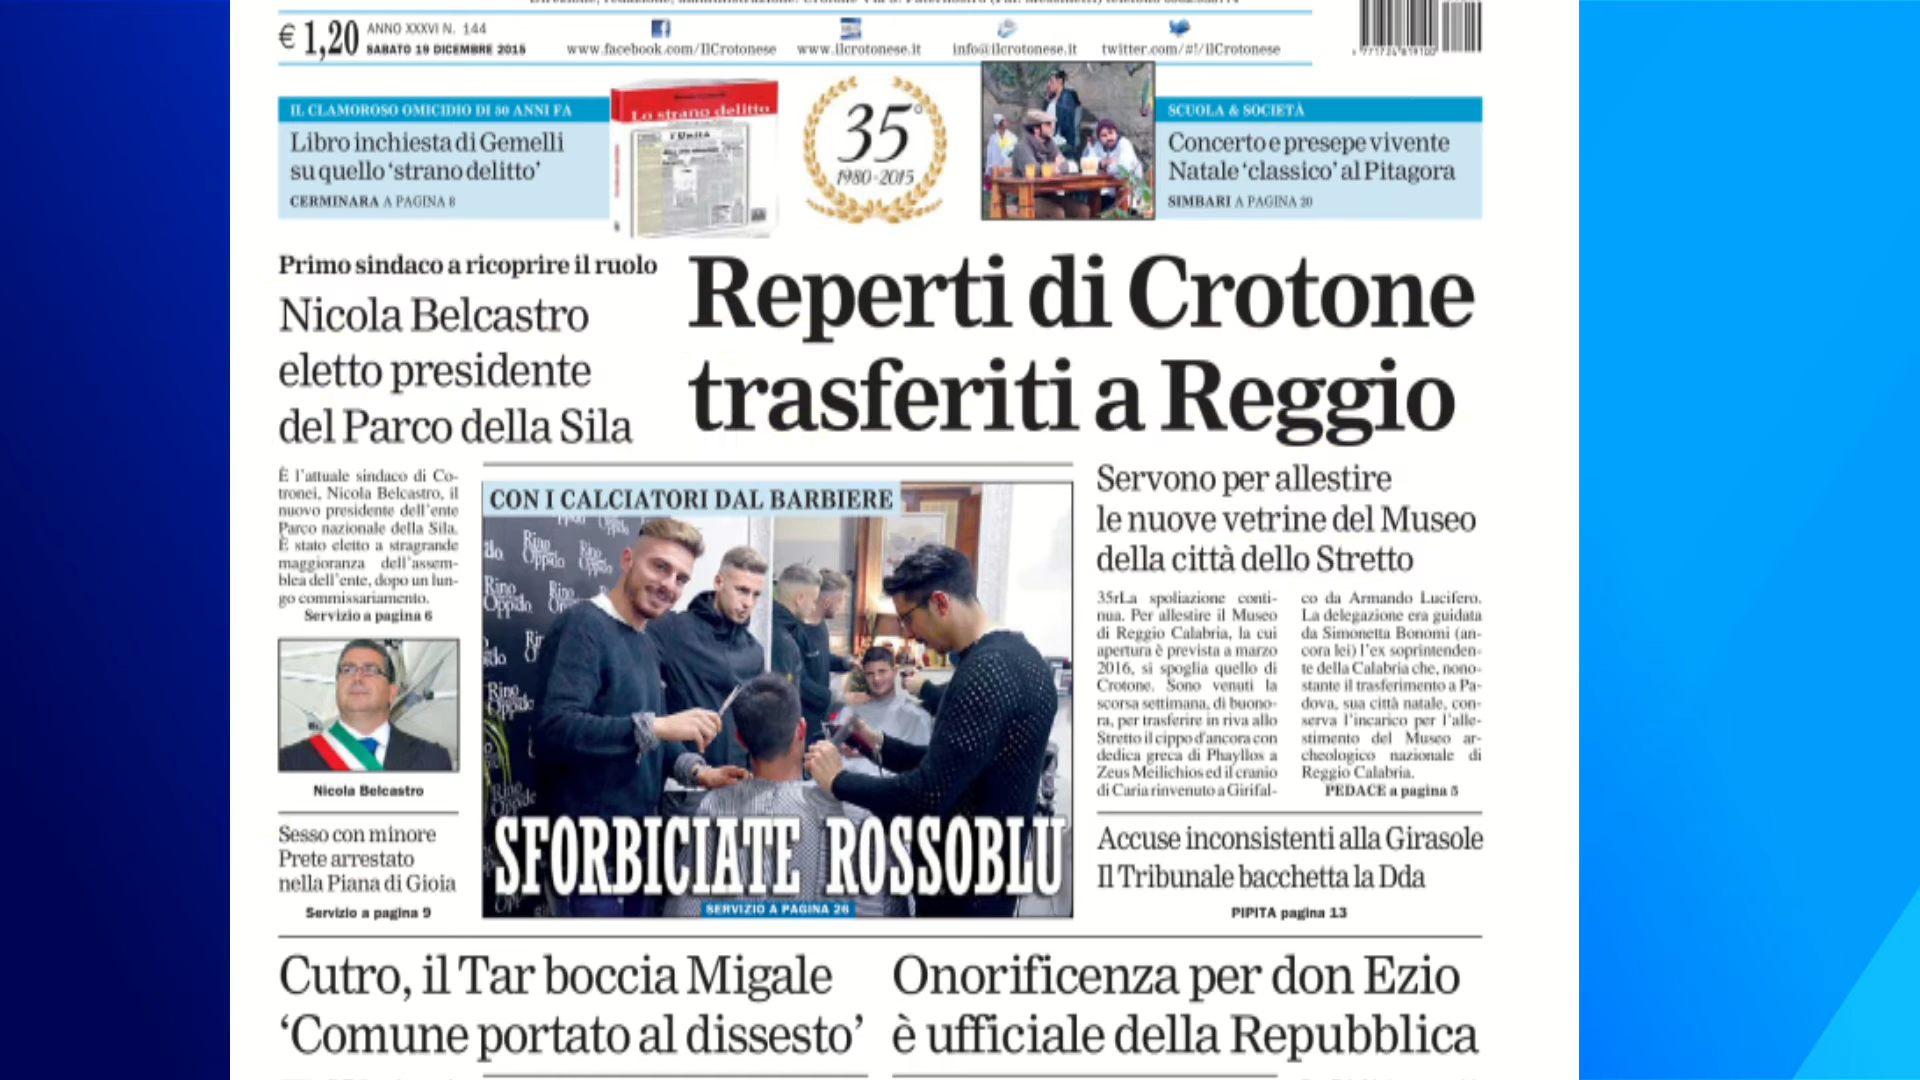 € 1,20
ANNO XXXVI N. 144
SABATO 19 DICEMBRE 2015
www.facebook.com/IlCrotonese
www.ilcrotonese.it
info@ilcrotonese.it
twitter.com/#!/ilCrotonese
IL CLAMOROSO OMICIDIO DI 50 ANNI FA
Libro inchiesta di Gemelli
su quello ‘strano delitto’
CERMINARA A PAGINA 8
Lo strano delitto
l'Unità
35°
1980-2015
SCUOLA & SOCIETÀ
Concerto e presepe vivente
Natale ‘classico’ al Pitagora
SIMBARI A PAGINA 20
Primo sindaco a ricoprire il ruolo
Nicola Belcastro
eletto presidente
del Parco della Sila
È l’attuale sindaco di Co-
tronei, Nicola Belcastro, il
nuovo presidente dell’ente
Parco nazionale della Sila.
È stato eletto a stragrande
maggioranza dell’assem-
blea dell’ente, dopo un lun-
go commissariamento.
Servizio a pagina 6
Nicola Belcastro
Sesso con minore
Prete arrestato
nella Piana di Gioia
Servizio a pagina 9
Reperti di Crotone
trasferiti a Reggio
CON I CALCIATORI DAL BARBIERE
Rino
Oppido
SFORBICIATE ROSSOBLU
SERVIZIO A PAGINA 26
Servono per allestire
le nuove vetrine del Museo
della città dello Stretto
35rLa spoliazione conti-
nua. Per allestire il Museo
di Reggio Calabria, la cui
apertura è prevista a marzo
2016, si spoglia quello di
Crotone. Sono venuti la
scorsa settimana, di buono-
ra, per trasferire in riva allo
Stretto il cippo d’ancora con
dedica greca di Phayllos a
Zeus Meilichios ed il cranio
di Caria rinvenuto a Girifal-
co da Armando Lucifero.
La delegazione era guidata
da Simonetta Bonomi (an-
cora lei) l’ex soprintenden-
te della Calabria che, nono-
stante il trasferimento a Pa-
dova, sua città natale, con-
serva l’incarico per l’alle-
stimento del Museo ar-
cheologico nazionale di
Reggio Calabria.
PEDACE a pagina 5
Accuse inconsistenti alla Girasole
Il Tribunale bacchetta la Dda
PIPITA pagina 13
Cutro, il Tar boccia Migale
‘Comune portato al dissesto’
Onorificenza per don Ezio
è ufficiale della Repubblica